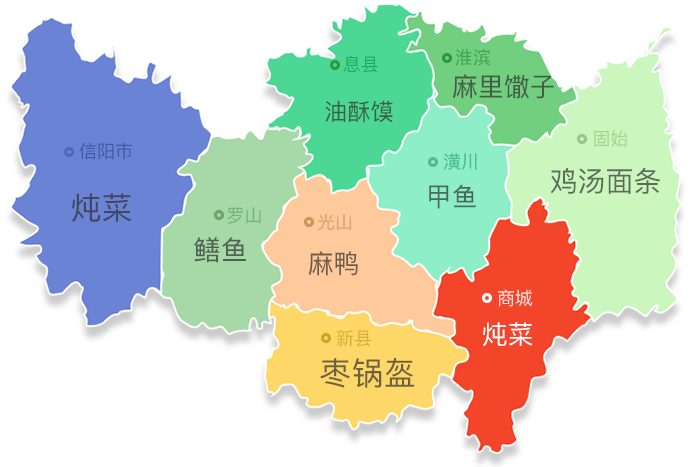 息县
油酥馍
淮滨
麻里馓子
信阳市
炖菜
固始
鸡汤面条
潢川
甲鱼
罗山
鳝鱼
光山
麻鸭
商城
炖菜
新县
枣锅盔